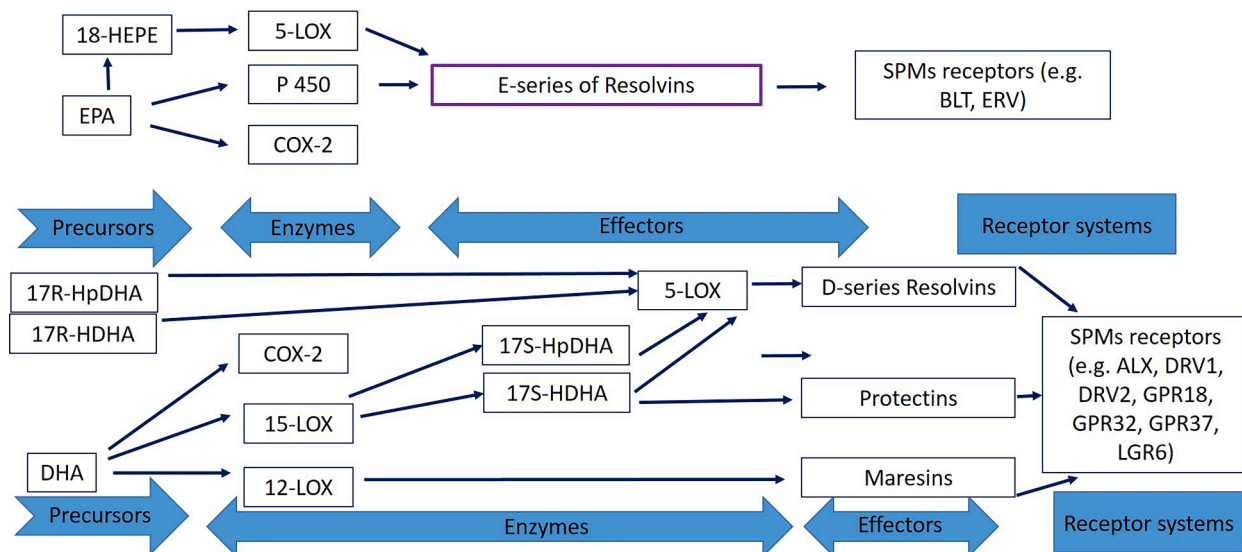 18-HEPE
5-LOX
P 450
E-series of Resolvins
SPMs receptors (e.g.
BLT, ERV)
EPA
COX-2
Precursors
Enzymes
Effectors
Receptor systems
17R-HpDHA
17R-HDHA
5-LOX
D-series Resolvins
COX-2
17S-HpDHA
17S-HDHA
15-LOX
Protectins
SPMs receptors
(e.g. ALX, DRV1,
DRV2, GPR18,
GPR32, GPR37,
LGR6)
DHA
12-LOX
Maresins
Precursors
Enzymes
Effectors
Receptor systems